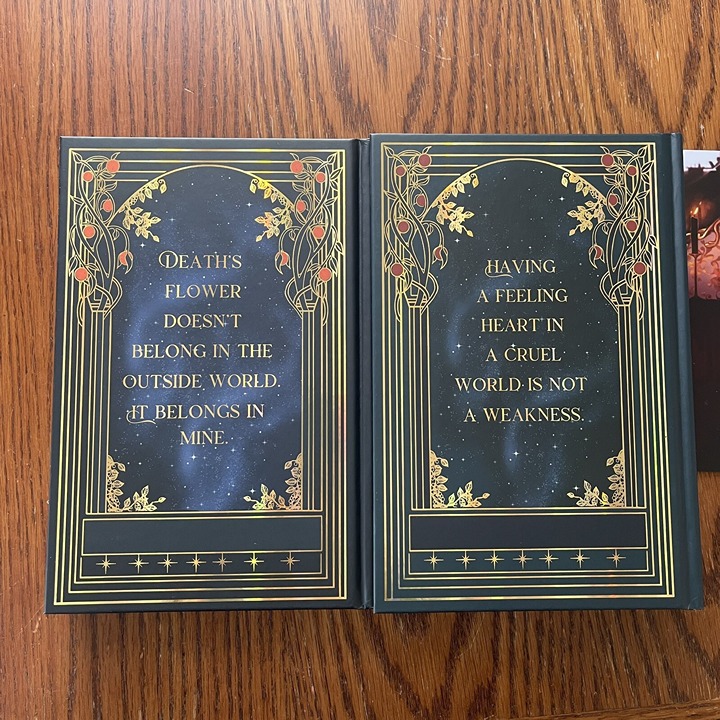 DEATH'S
FLOWER
DOESN'T
BELONG IN THE
OUTSIDE WORLD.
IT BELONGS IN
MINE.
HAVING
A FEELING
HEART IN
A CRUEL
WORLD IS NOT
A WEAKNESS.